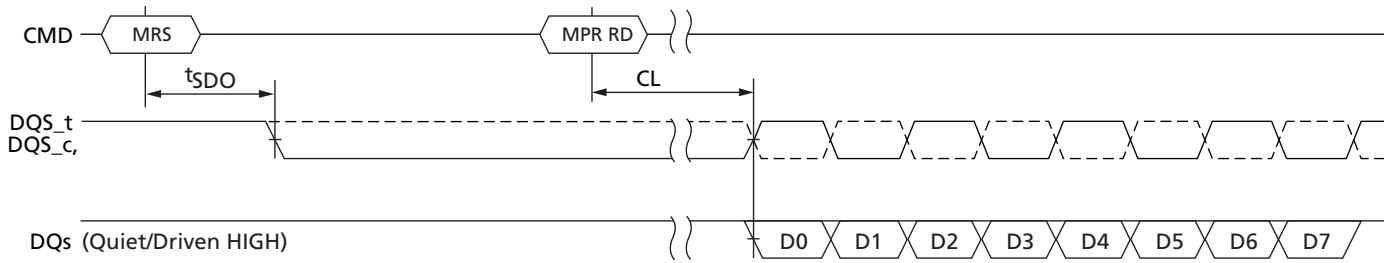 CMD MRS MPR RD
tSDO CL
DQS_t
DQS_c,
DQs (Quiet/Driven HIGH) D0 D1 D2 D3 D4 D5 D6 D7